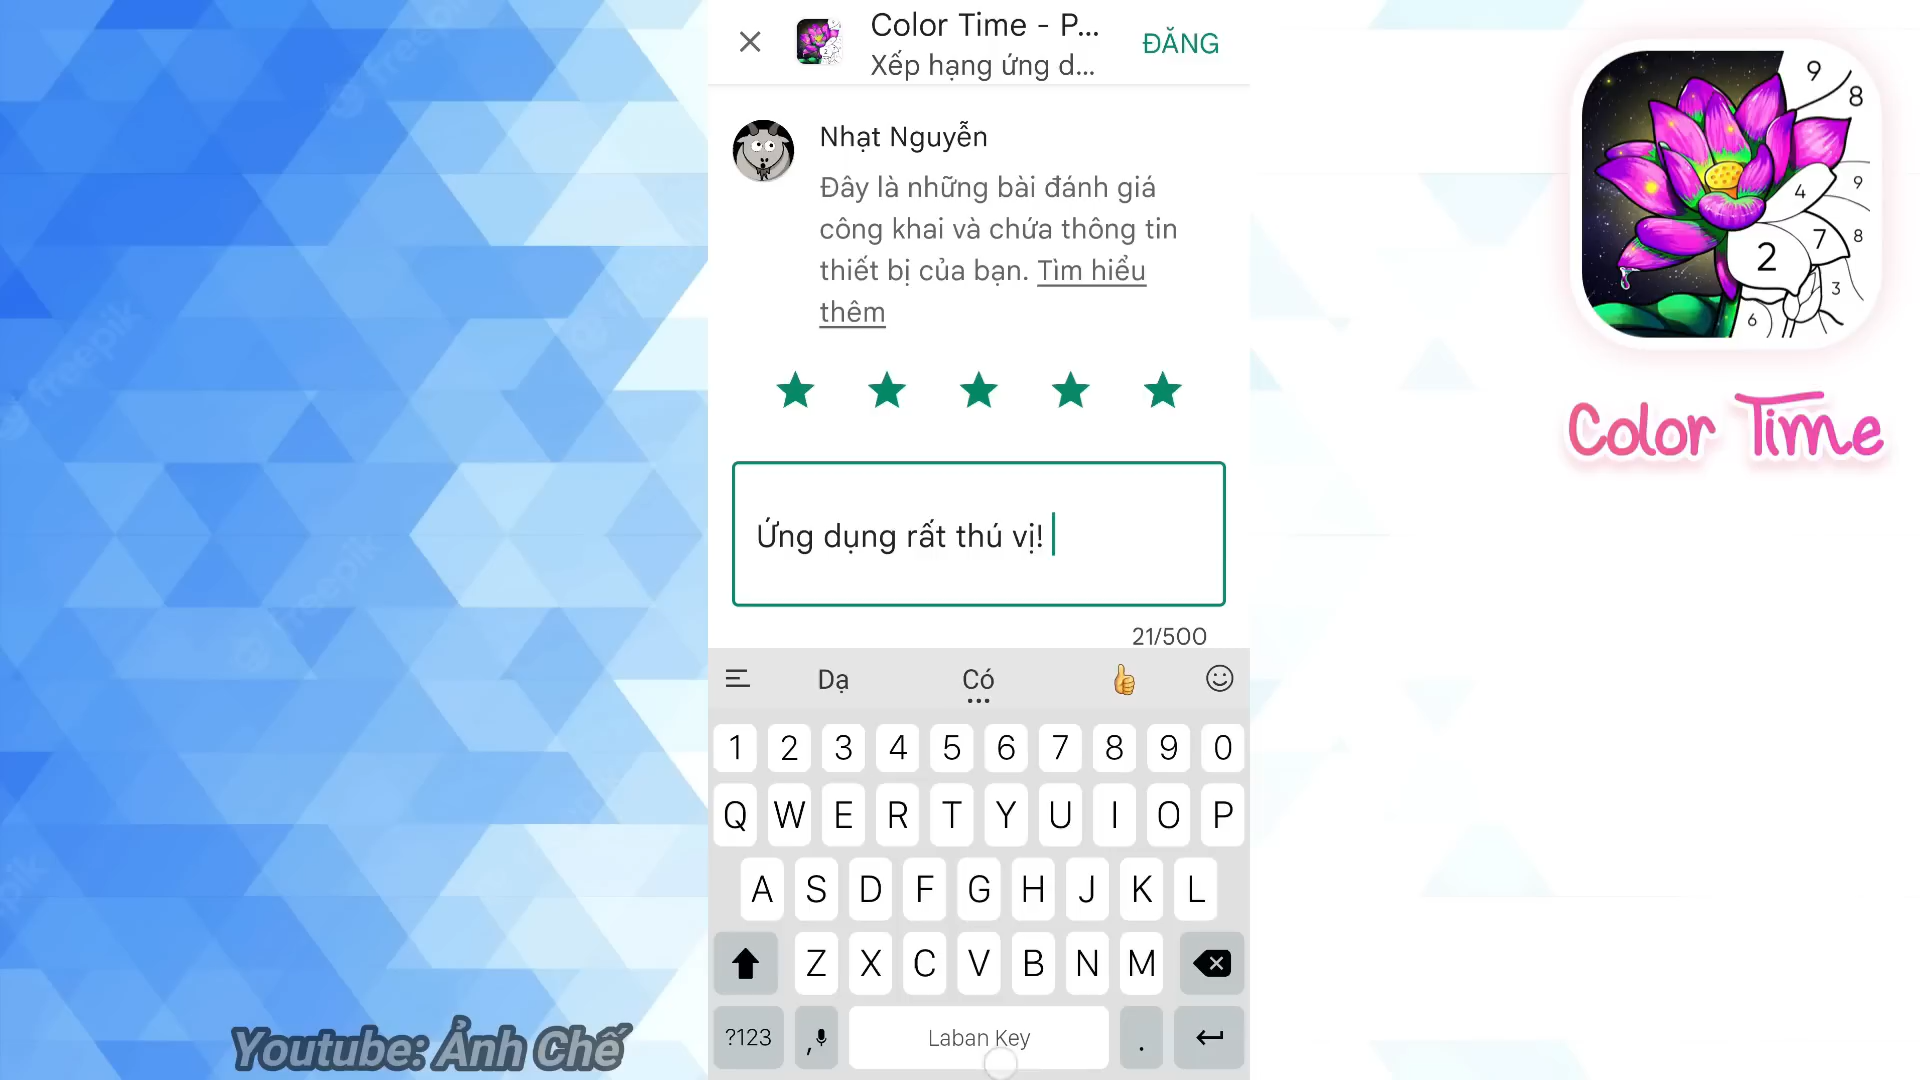 Color Time - P...
Xếp hạng ứng d...
ĐĂNG
Nhạt Nguyễn
Đây là những bài đánh giá
công khai và chứa thông tin
thiết bị của bạn. Tìm hiểu
thêm
Ứng dụng rất thú vị!
21/500
Dạ Có
1 2 3 4 5 6 7 8 9 0
Q W E R T Y U I O P
A S D F G H J K L
Z X C V B N M
?123 , Laban Key .
9
8
4 9
2 7 8
3
6
Color Time
Youtube: Ảnh Chế
freepik
freepik
freepik